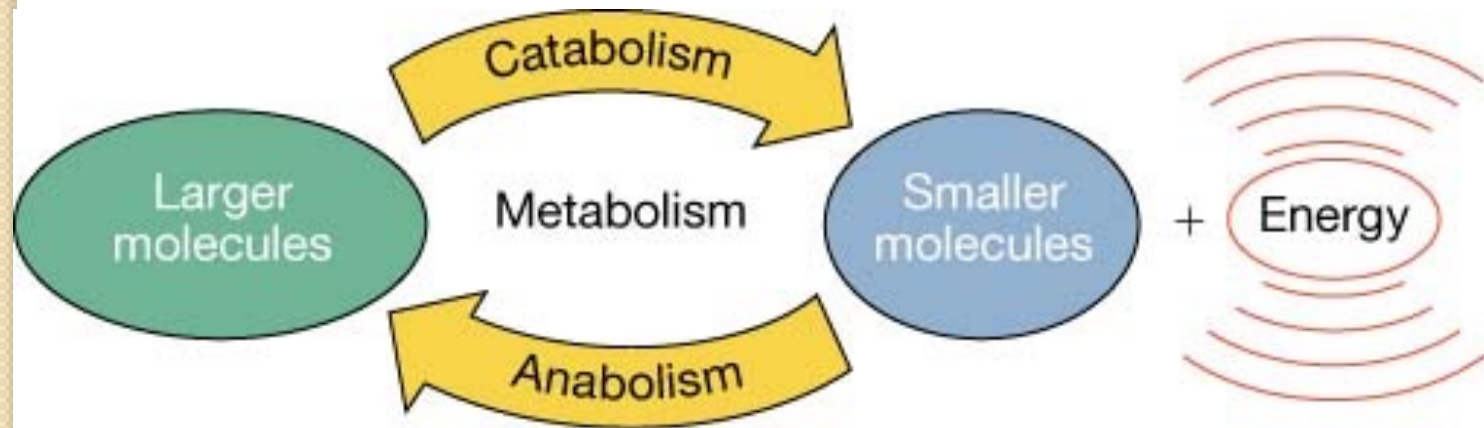 Catabolism
Larger
molecules
Metabolism
Smaller
molecules
+
Energy
Anabolism